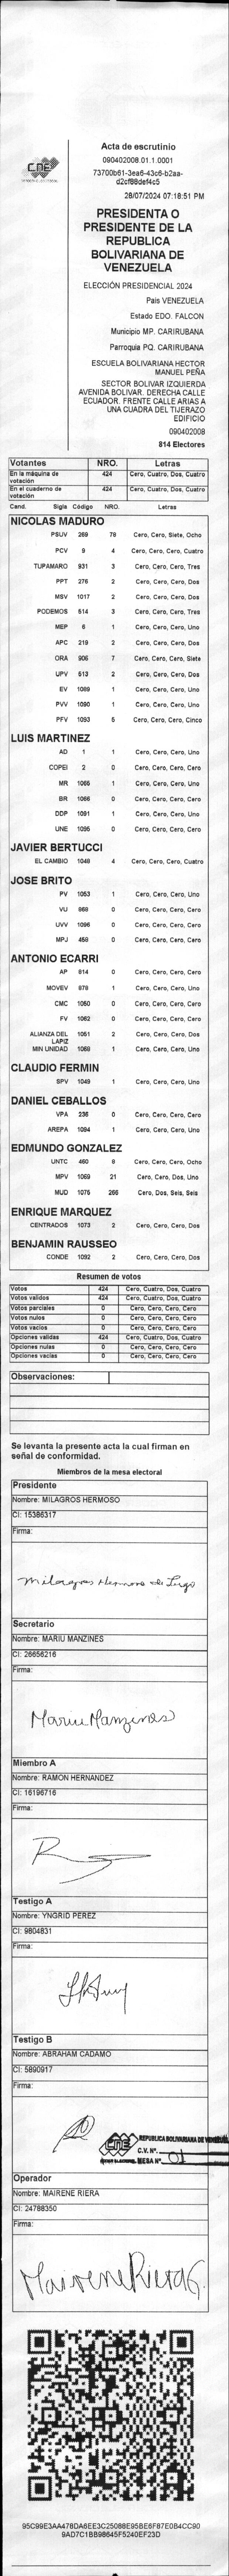 CNE
Acta de escrutinio
090402008.01.1.0001
73700b61-3ea6-43c6-b2aa-
d2cf88def4c5
28/07/2024 07:18:51 PM
PRESIDENTA O
PRESIDENTE DE LA
REPUBLICA
BOLIVARIANA DE
VENEZUELA
ELECCIÓN PRESIDENCIAL 2024
Pais VENEZUELA
Estado EDO. FALCON
Municipio MP. CARIRUBANA
Parroquia PQ. CARIRUBANA
ESCUELA BOLIVARIANA HECTOR
MANUEL PEÑA
SECTOR BOLIVAR IZQUIERDA
AVENIDA BOLIVAR. DERECHA CALLE
ECUADOR. FRENTE CALLE ARIAS A
UNA CUADRA DEL TIJERAZO
EDIFICIO
090402008
814 Electores
Votantes NRO. Letras
En la máquina de votación 424 Cero, Cuatro, Dos, Cuatro
En el cuaderno de votación 424 Cero, Cuatro, Dos, Cuatro
Cand. Sigla Código NRO. Letras
NICOLAS MADURO
PSUV 269 78 Cero, Cero, Siete, Ocho
PCV 9 4 Cero, Cero, Cero, Cuatro
TUPAMARO 931 3 Cero, Cero, Cero, Tres
PPT 276 2 Cero, Cero, Cero, Dos
MSV 1017 2 Cero, Cero, Cero, Dos
PODEMOS 514 3 Cero, Cero, Cero, Tres
MEP 6 1 Cero, Cero, Cero, Uno
APC 219 2 Cero, Cero, Cero, Dos
ORA 906 7 Cero, Cero, Cero, Siete
UPV 513 2 Cero, Cero, Cero, Dos
EV 1089 1 Cero, Cero, Cero, Uno
PVV 1090 1 Cero, Cero, Cero, Uno
PFV 1093 5 Cero, Cero, Cero, Cinco
LUIS MARTINEZ
AD 1 1 Cero, Cero, Cero, Uno
COPEI 2 0 Cero, Cero, Cero, Cero
MR 1065 1 Cero, Cero, Cero, Uno
BR 1066 0 Cero, Cero, Cero, Cero
DDP 1091 1 Cero, Cero, Cero, Uno
UNE 1095 0 Cero, Cero, Cero, Cero
JAVIER BERTUCCI
EL CAMBIO 1048 4 Cero, Cero, Cero, Cuatro
JOSE BRITO
PV 1053 1 Cero, Cero, Cero, Uno
VU 869 0 Cero, Cero, Cero, Cero
UVV 1096 0 Cero, Cero, Cero, Cero
MPJ 459 0 Cero, Cero, Cero, Cero
ANTONIO ECARRI
AP 814 0 Cero, Cero, Cero, Cero
MOVEV 879 1 Cero, Cero, Cero, Uno
CMC 1050 0 Cero, Cero, Cero, Cero
FV 1062 0 Cero, Cero, Cero, Cero
ALIANZA DEL LAPIZ 1051 2 Cero, Cero, Cero, Dos
MIN UNIDAD 1068 1 Cero, Cero, Cero, Uno
CLAUDIO FERMIN
SPV 1049 1 Cero, Cero, Cero, Uno
DANIEL CEBALLOS
VPA 236 0 Cero, Cero, Cero, Cero
AREPA 1094 1 Cero, Cero, Cero, Uno
EDMUNDO GONZALEZ
UNTC 460 8 Cero, Cero, Cero, Ocho
MPV 1069 21 Cero, Cero, Dos, Uno
MUD 1075 266 Cero, Dos, Seis, Seis
ENRIQUE MARQUEZ
CENTRADOS 1073 2 Cero, Cero, Cero, Dos
BENJAMIN RAUSSEO
CONDE 1092 2 Cero, Cero, Cero, Dos
Resumen de votos
Votos 424 Cero, Cuatro, Dos, Cuatro
Votos validos 424 Cero, Cuatro, Dos, Cuatro
Votos parciales 0 Cero, Cero, Cero, Cero
Votos nulos 0 Cero, Cero, Cero, Cero
Votos vacios 0 Cero, Cero, Cero, Cero
Opciones validas 424 Cero, Cuatro, Dos, Cuatro
Opciones nulas 0 Cero, Cero, Cero, Cero
Opciones vacias 0 Cero, Cero, Cero, Cero
Observaciones:
Se levanta la presente acta la cual firman en
señal de conformidad.
Miembros de la mesa electoral
Presidente
Nombre: MILAGROS HERMOSO
CI: 15386317
Firma:
Milagros Hermoso de Lugo
Secretario
Nombre: MARIU MANZINES
CI: 26656216
Firma:
Mariu Manzines
Miembro A
Nombre: RAMON HERNANDEZ
CI: 16196716
Firma:
Testigo A
Nombre: YNGRID PEREZ
CI: 9804831
Firma:
Testigo B
Nombre: ABRAHAM CADAMO
CI: 5890917
Firma:
CNE REPUBLICA BOLIVARIANA DE VENEZUELA
C.V. N°.
MESA N°. 01
Operador
Nombre: MAIRENE RIERA
CI: 24788350
Firma:
Mairene Riera G.
95C99E3AA478DA6EE3C25088E95BE6F87E0B4CC90
9AD7C1BB98645F5240EF23D